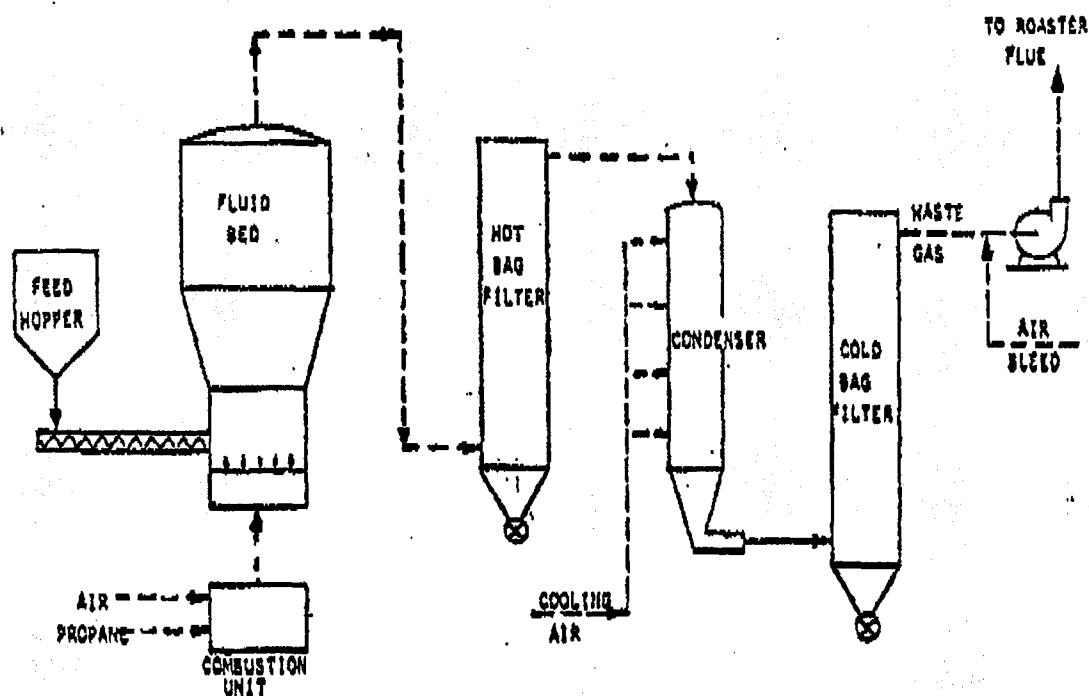 TO ROASTER
FLUE
FLUID
BED
FEED
HOPPER
HOT
BAG
FILTER
WASTE
GAS
CONDENSER
AIR
BLEED
COLD
BAG
FILTER
AIR
PROPANE
COMBUSTION
UNIT
COOLING
AIR